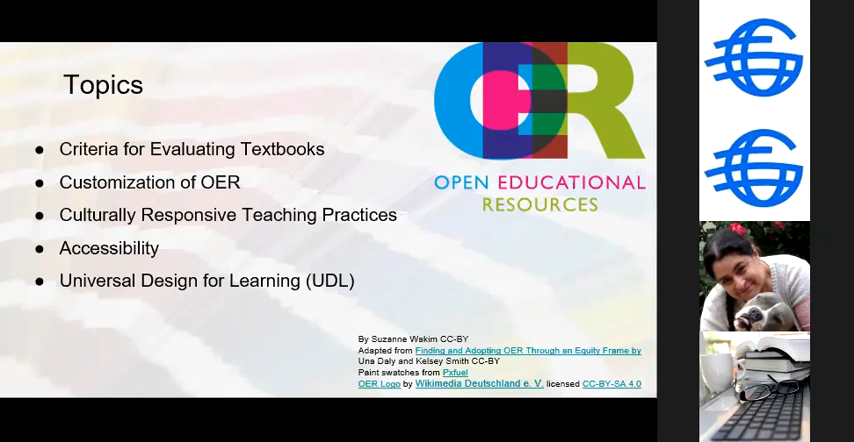 Topics
OER
OPEN EDUCATIONAL
RESOURCES
● Criteria for Evaluating Textbooks
● Customization of OER
● Culturally Responsive Teaching Practices
● Accessibility
● Universal Design for Learning (UDL)
By Suzanne Wakim CC-BY
Adapted from Finding and Adopting OER Through an Equity Frame by
Una Daly and Kelsey Smith CC-BY
Paint swatches from Pxfuel
OER Logo by Wikimedia Deutschland e. V. licensed CC-BY-SA 4.0